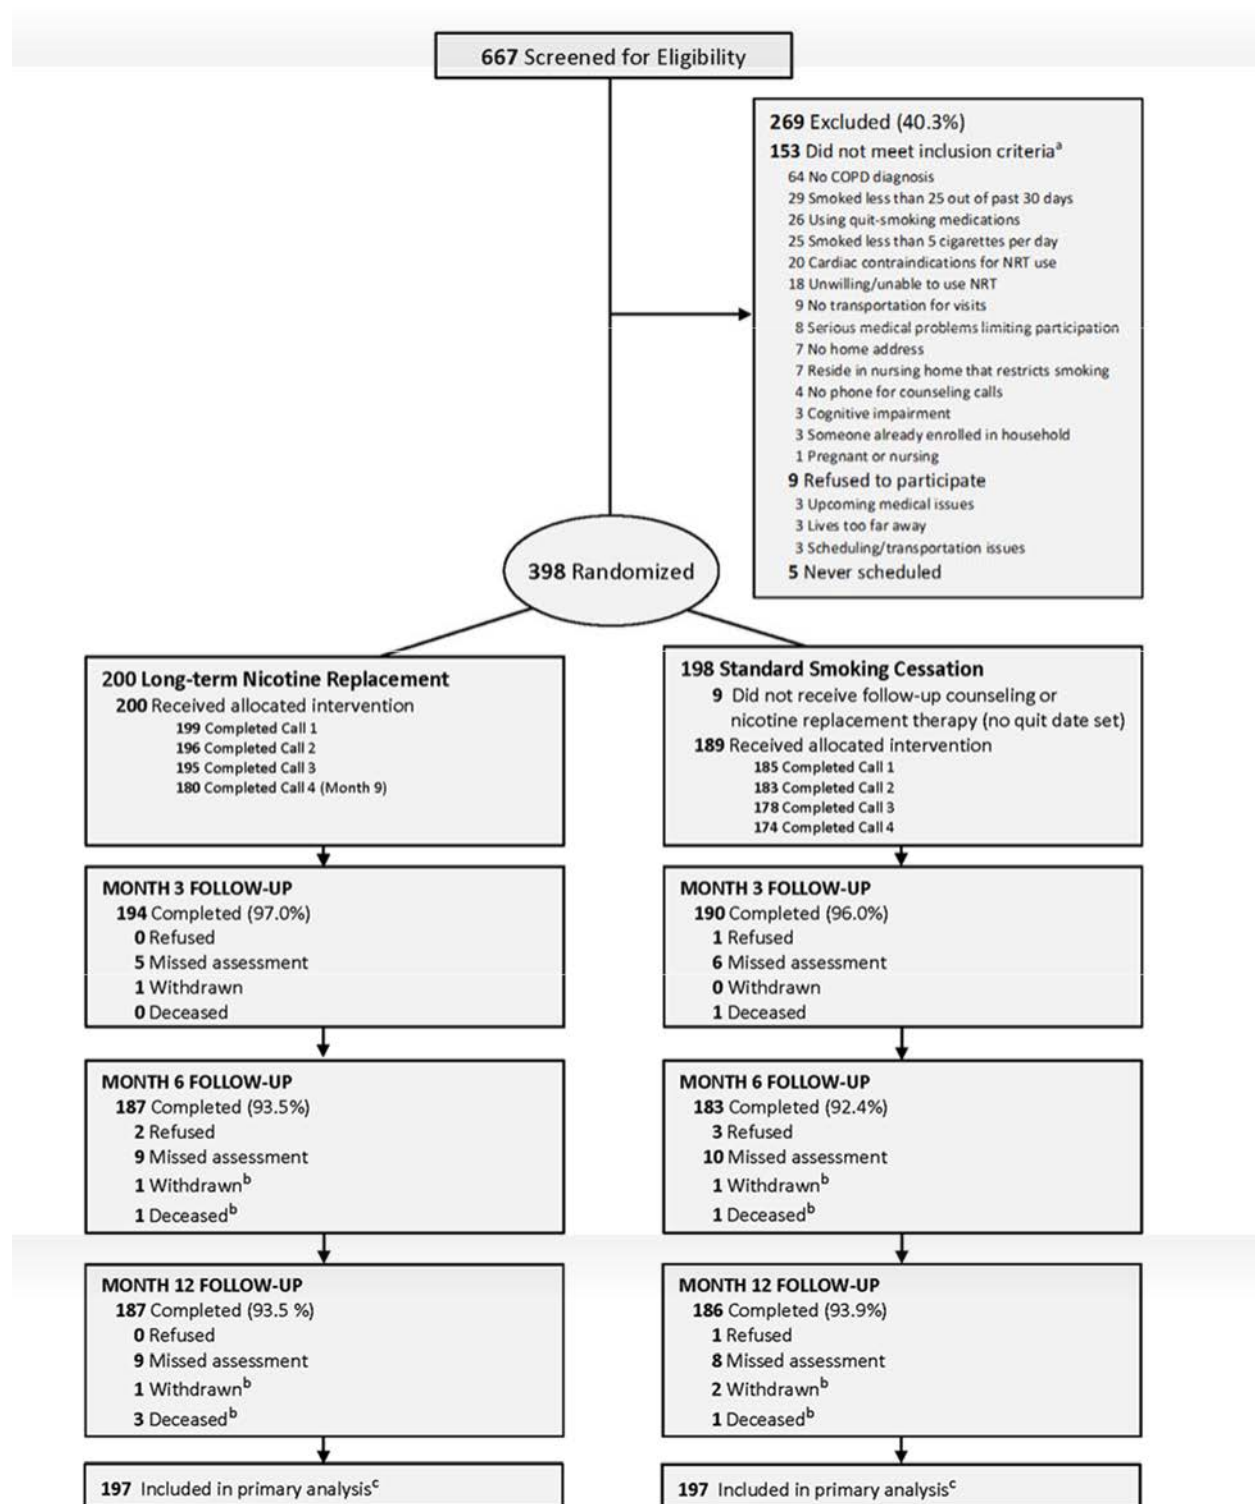 667 Screened for Eligibility
269 Excluded (40.3%)
153 Did not meet inclusion criteriaᵃ
64 No COPD diagnosis
29 Smoked less than 25 out of past 30 days
26 Using quit-smoking medications
25 Smoked less than 5 cigarettes per day
20 Cardiac contraindications for NRT use
18 Unwilling/unable to use NRT
9 No transportation for visits
8 Serious medical problems limiting participation
7 No home address
7 Reside in nursing home that restricts smoking
4 No phone for counseling calls
3 Cognitive impairment
3 Someone already enrolled in household
1 Pregnant or nursing
9 Refused to participate
3 Upcoming medical issues
3 Lives too far away
3 Scheduling/transportation issues
5 Never scheduled
398 Randomized
200 Long-term Nicotine Replacement
200 Received allocated intervention
199 Completed Call 1
196 Completed Call 2
195 Completed Call 3
180 Completed Call 4 (Month 9)
198 Standard Smoking Cessation
9 Did not receive follow-up counseling or
nicotine replacement therapy (no quit date set)
189 Received allocated intervention
185 Completed Call 1
183 Completed Call 2
178 Completed Call 3
174 Completed Call 4
MONTH 3 FOLLOW-UP
194 Completed (97.0%)
0 Refused
5 Missed assessment
1 Withdrawn
0 Deceased
MONTH 3 FOLLOW-UP
190 Completed (96.0%)
1 Refused
6 Missed assessment
0 Withdrawn
1 Deceased
MONTH 6 FOLLOW-UP
187 Completed (93.5%)
2 Refused
9 Missed assessment
1 Withdrawnᵇ
1 Deceasedᵇ
MONTH 6 FOLLOW-UP
183 Completed (92.4%)
3 Refused
10 Missed assessment
1 Withdrawnᵇ
1 Deceasedᵇ
MONTH 12 FOLLOW-UP
187 Completed (93.5 %)
0 Refused
9 Missed assessment
1 Withdrawnᵇ
3 Deceasedᵇ
MONTH 12 FOLLOW-UP
186 Completed (93.9%)
1 Refused
8 Missed assessment
2 Withdrawnᵇ
1 Deceasedᵇ
197 Included in primary analysisᶜ
197 Included in primary analysisᶜ